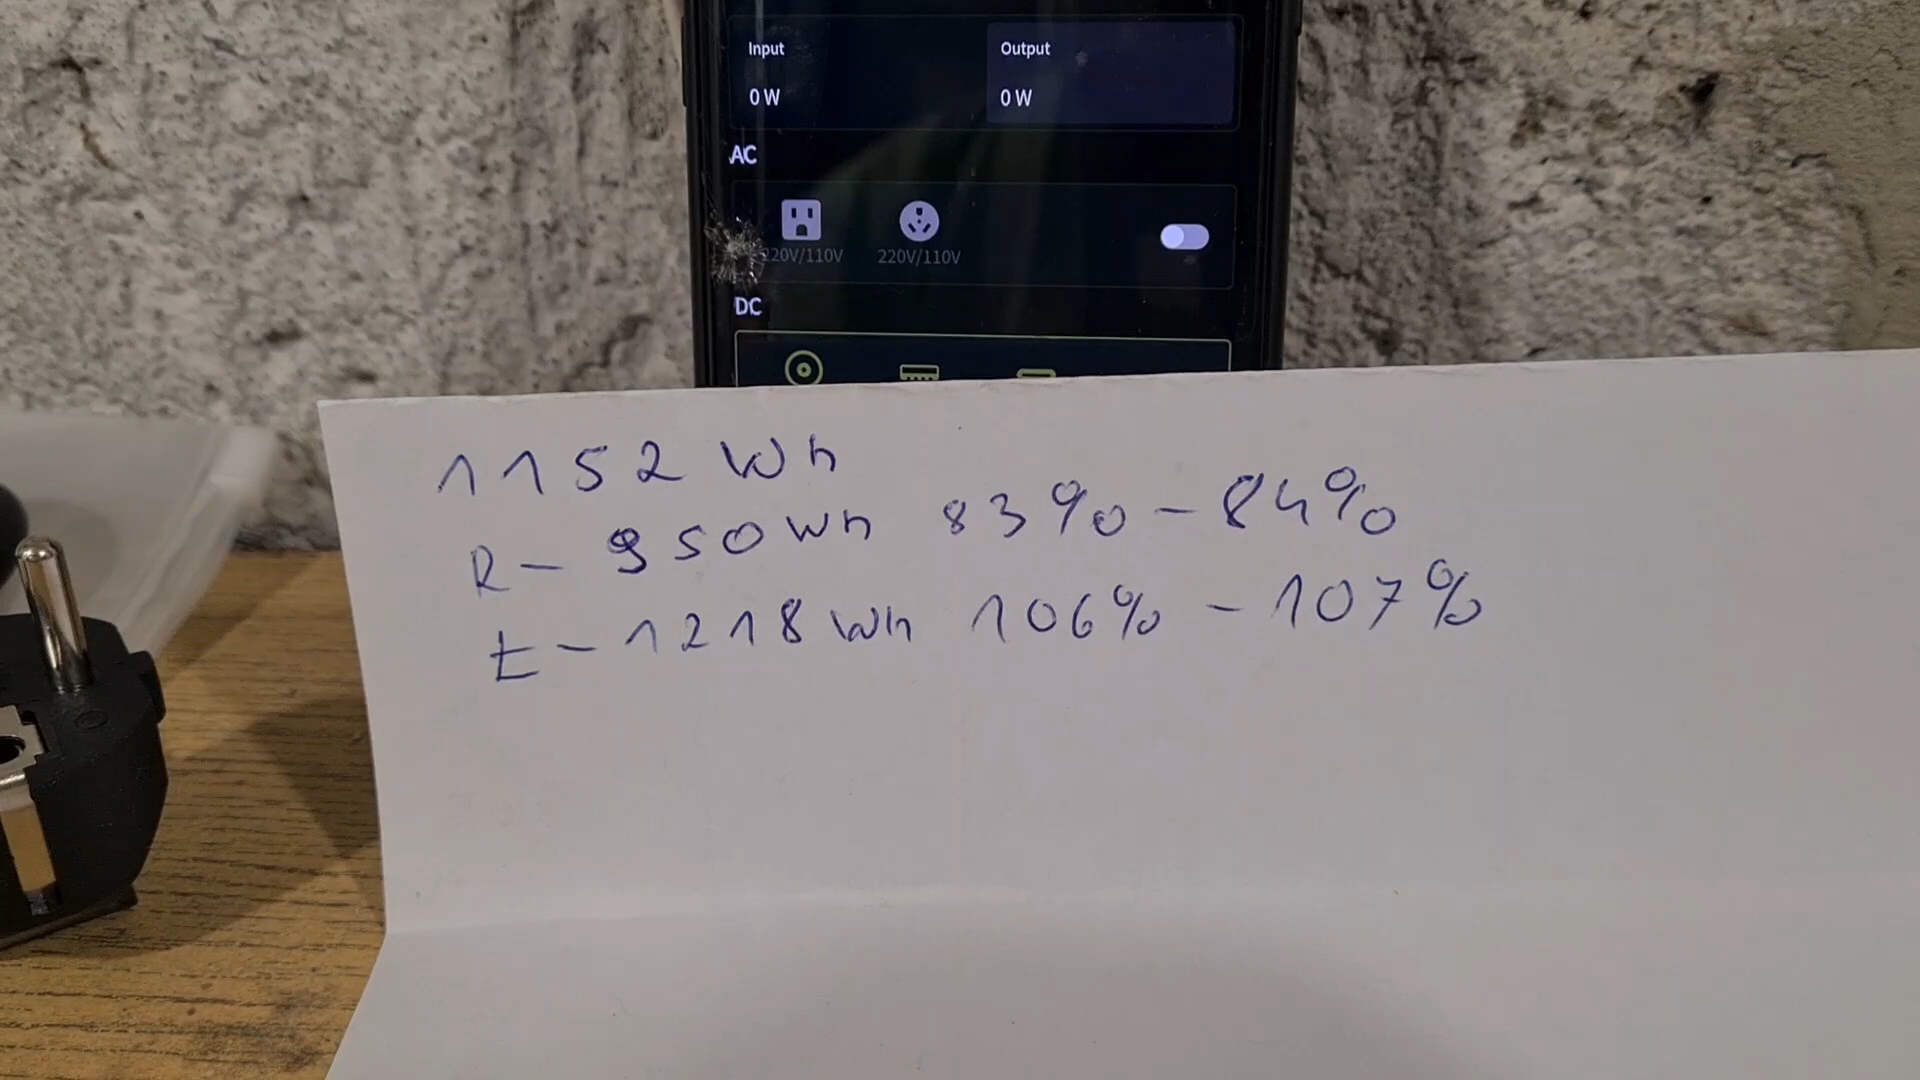 Input Output
0 W 0 W
AC
220V/110V 220V/110V
DC
1152 Wh
R - 950 Wh 83% - 84%
Ł - 1218 Wh 106% - 107%